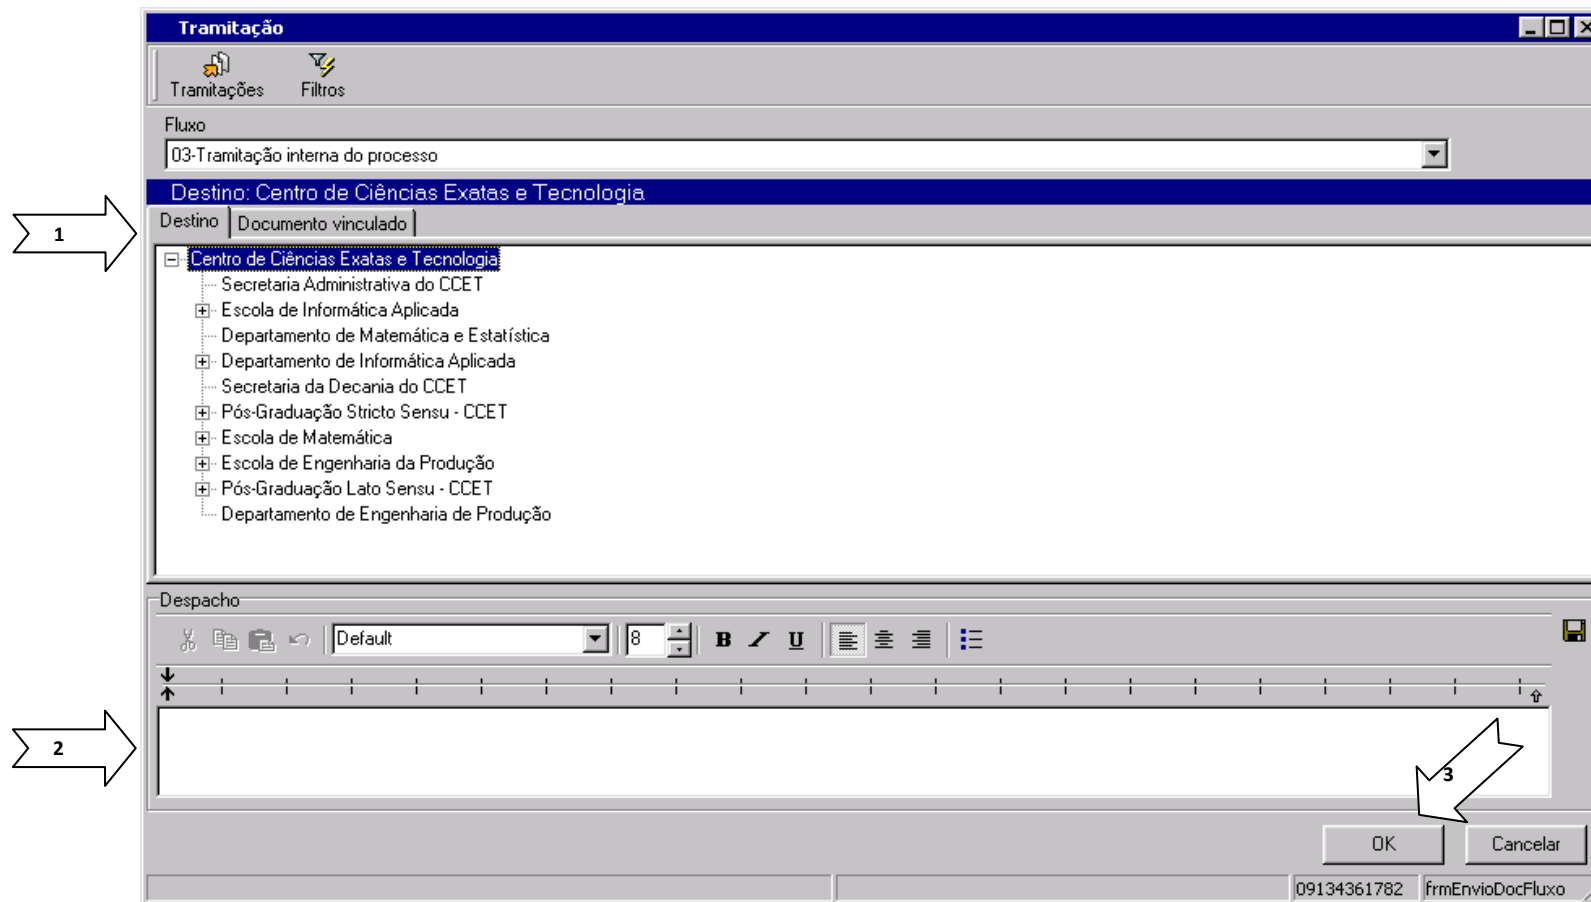 Tramitação
Tramitações Filtros
Fluxo
03-Tramitação interna do processo
Destino: Centro de Ciências Exatas e Tecnologia
Destino Documento vinculado
1
Centro de Ciências Exatas e Tecnologia
Secretaria Administrativa do CCET
Escola de Informática Aplicada
Departamento de Matemática e Estatística
Departamento de Informática Aplicada
Secretaria da Decania do CCET
Pós-Graduação Stricto Sensu - CCET
Escola de Matemática
Escola de Engenharia da Produção
Pós-Graduação Lato Sensu - CCET
Departamento de Engenharia de Produção
Despacho
Default 8 B I U
2
3
OK Cancelar
09134361782 frmEnvioDocFluxo